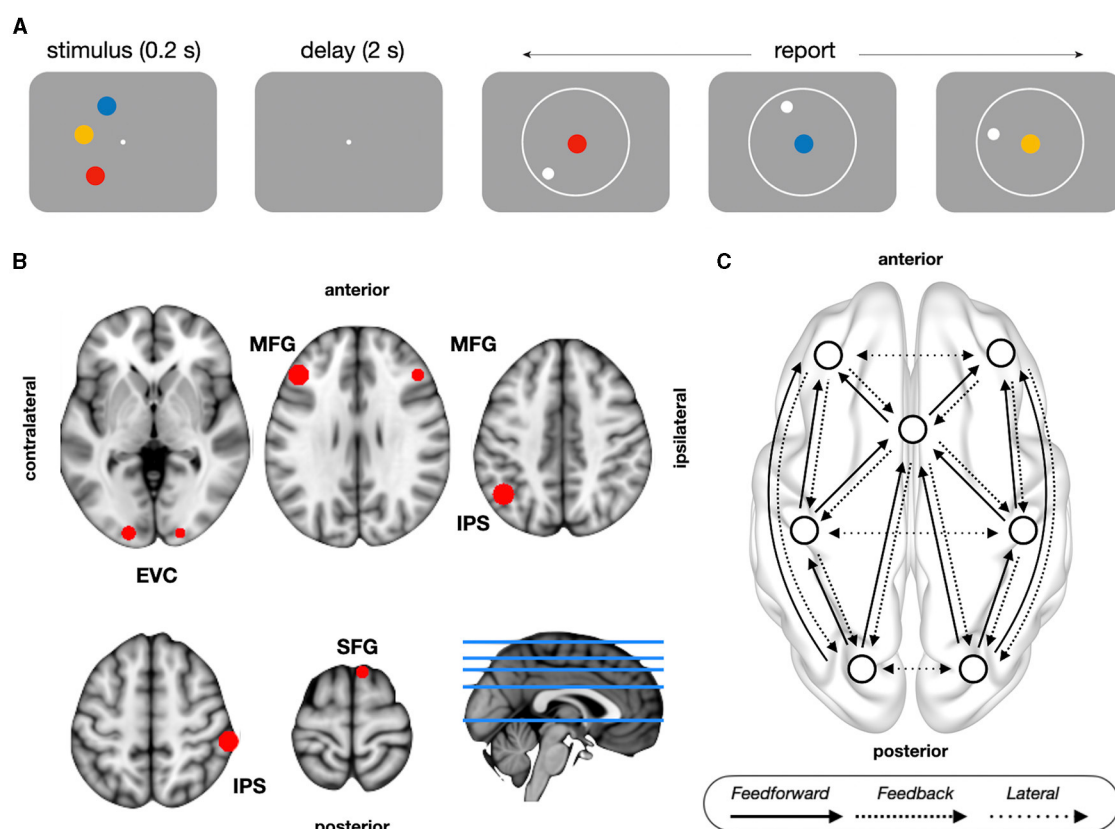 A
stimulus (0.2 s)
delay (2 s)
report
B
anterior
contralateral
MFG
MFG
ipsilateral
IPS
EVC
SFG
IPS
posterior
C
anterior
posterior
Feedforward
Feedback
Lateral